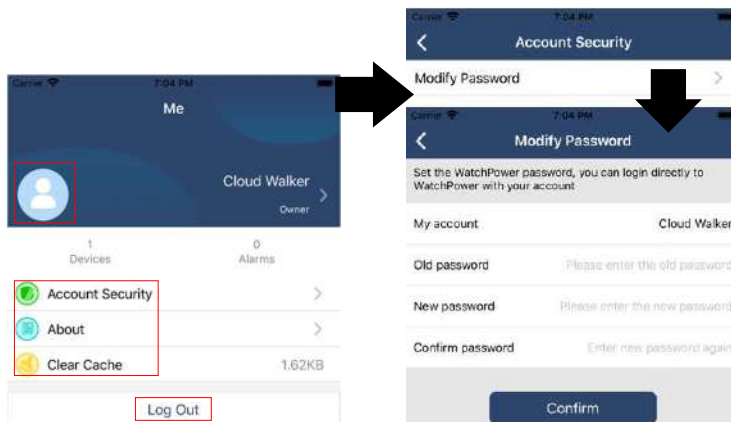 Carrier 7:04 PM
Me
Cloud Walker
Owner
1
Devices
0
Alarms
Account Security
About
Clear Cache 1.62KB
Log Out
Carrier 7:04 PM
Account Security
Modify Password
Carrier 7:04 PM
Modify Password
Set the WatchPower password, you can login directly to
WatchPower with your account
My account Cloud Walker
Old password Please enter the old password
New password Please enter the new password
Confirm password Enter new password again
Confirm